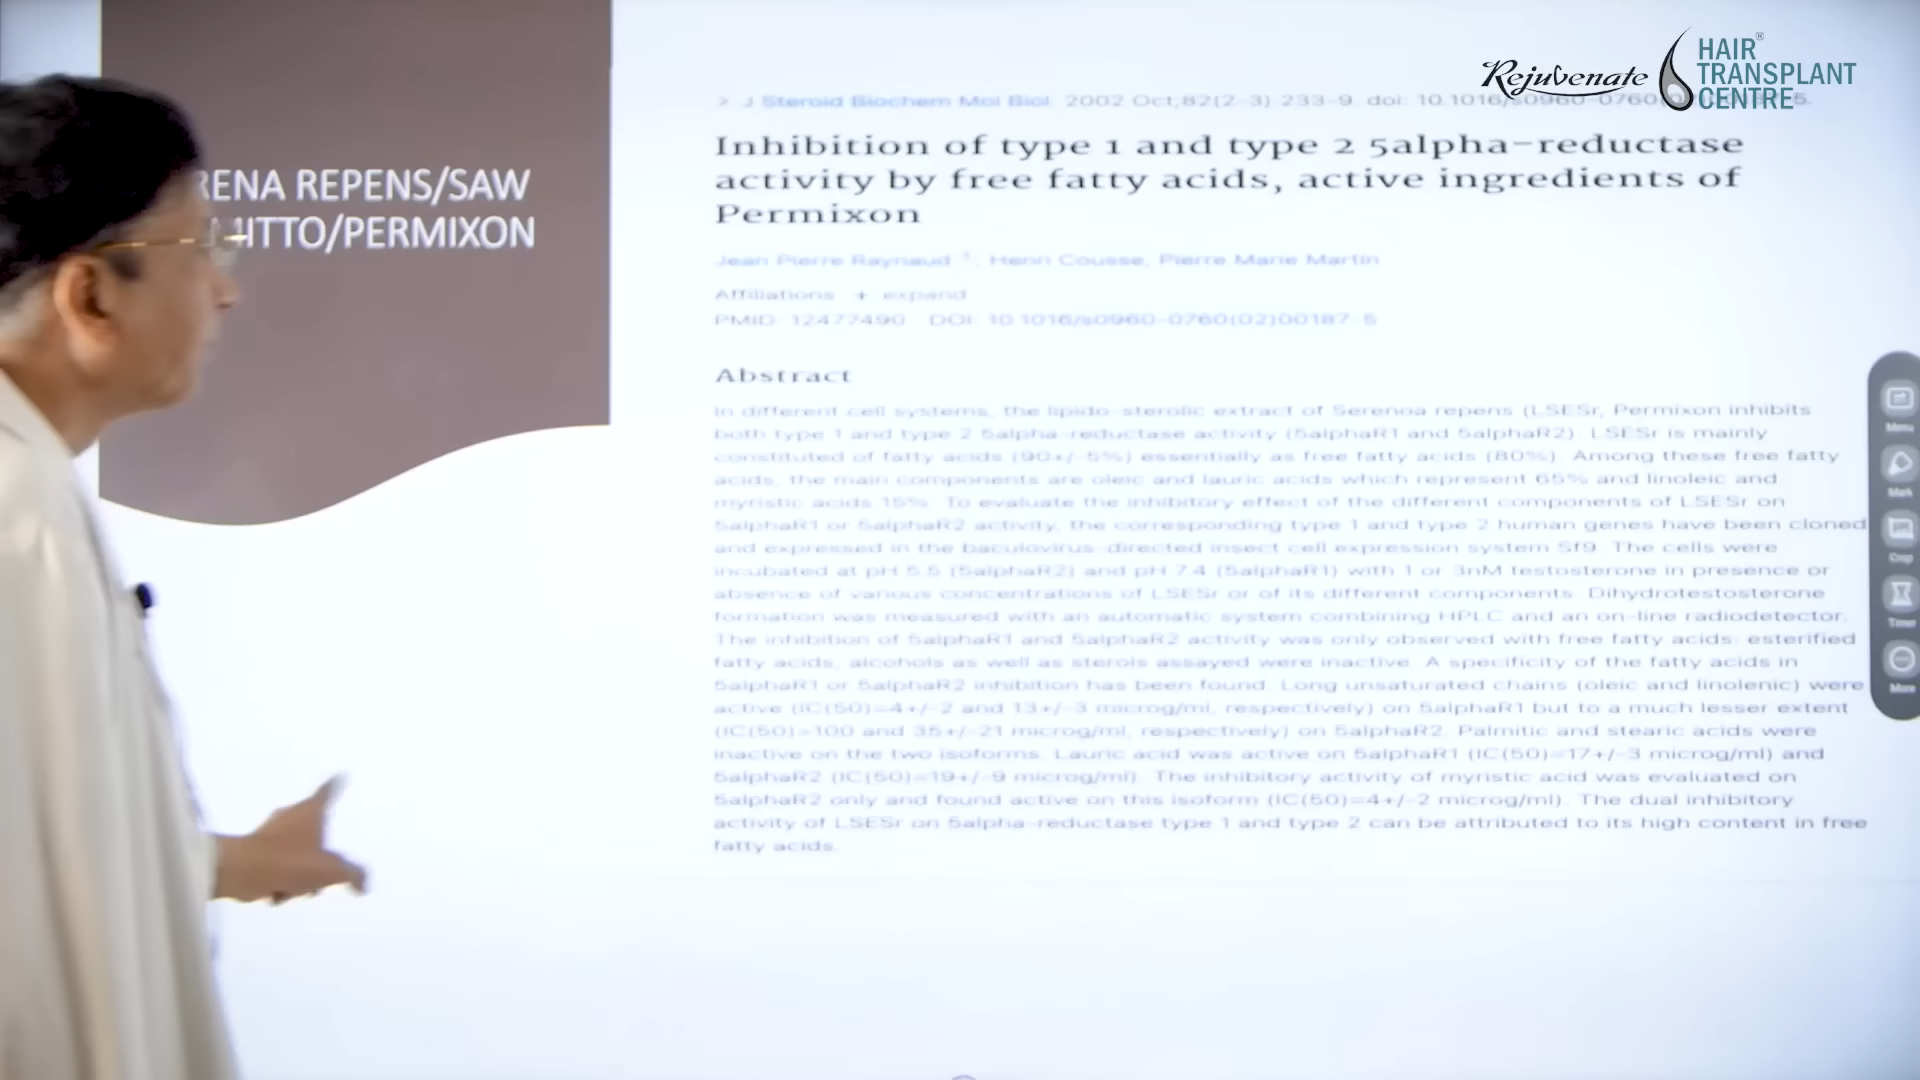 Rejuvenate
HAIR®
TRANSPLANT
CENTRE
RENA REPENS/SAW
MITTO/PERMIXON
> J Steroid Biochem Mol Biol. 2002 Oct;82(2-3) 233-9. doi: 10.1016/s0960-0760(02)00187-5.
Inhibition of type 1 and type 2 5alpha-reductase
activity by free fatty acids, active ingredients of
Permixon
Jean Pierre Raynaud 1, Henri Cousse, Pierre Marie Martin
Affiliations + expand
PMID: 12477490 DOI: 10.1016/s0960-0760(02)00187-5
Abstract
In different cell systems, the lipido-sterolic extract of Serenoa repens (LSESr, Permixon inhibits
both type 1 and type 2 5alpha-reductase activity (5alphaR1 and 5alphaR2). LSESr is mainly
constituted of fatty acids (90+/-5%) essentially as free fatty acids (80%). Among these free fatty
acids, the main components are oleic and lauric acids which represent 65% and linoleic and
myristic acids 15%. To evaluate the inhibitory effect of the different components of LSESr on
5alphaR1 or 5alphaR2 activity, the corresponding type 1 and type 2 human genes have been cloned
and expressed in the baculovirus-directed insect cell expression system Sf9. The cells were
incubated at pH 5.5 (5alphaR2) and pH 7.4 (5alphaR1) with 1 or 3nM testosterone in presence or
absence of various concentrations of LSESr or of its different components. Dihydrotestosterone
formation was measured with an automatic system combining HPLC and an on-line radiodetector.
The inhibition of 5alphaR1 and 5alphaR2 activity was only observed with free fatty acids: esterified
fatty acids, alcohols as well as sterols assayed were inactive. A specificity of the fatty acids in
5alphaR1 or 5alphaR2 inhibition has been found. Long unsaturated chains (oleic and linolenic) were
active (IC(50)=4+/-2 and 13+/-3 microg/ml, respectively) on 5alphaR1 but to a much lesser extent
(IC(50)>100 and 35+/-21 microg/ml, respectively) on 5alphaR2. Palmitic and stearic acids were
inactive on the two isoforms. Lauric acid was active on 5alphaR1 (IC(50)=17+/-3 microg/ml) and
5alphaR2 (IC(50)=19+/-9 microg/ml). The inhibitory activity of myristic acid was evaluated on
5alphaR2 only and found active on this isoform (IC(50)=4+/-2 microg/ml). The dual inhibitory
activity of LSESr on 5alpha-reductase type 1 and type 2 can be attributed to its high content in free
fatty acids.
Menu
Mark
Crop
Timer
More